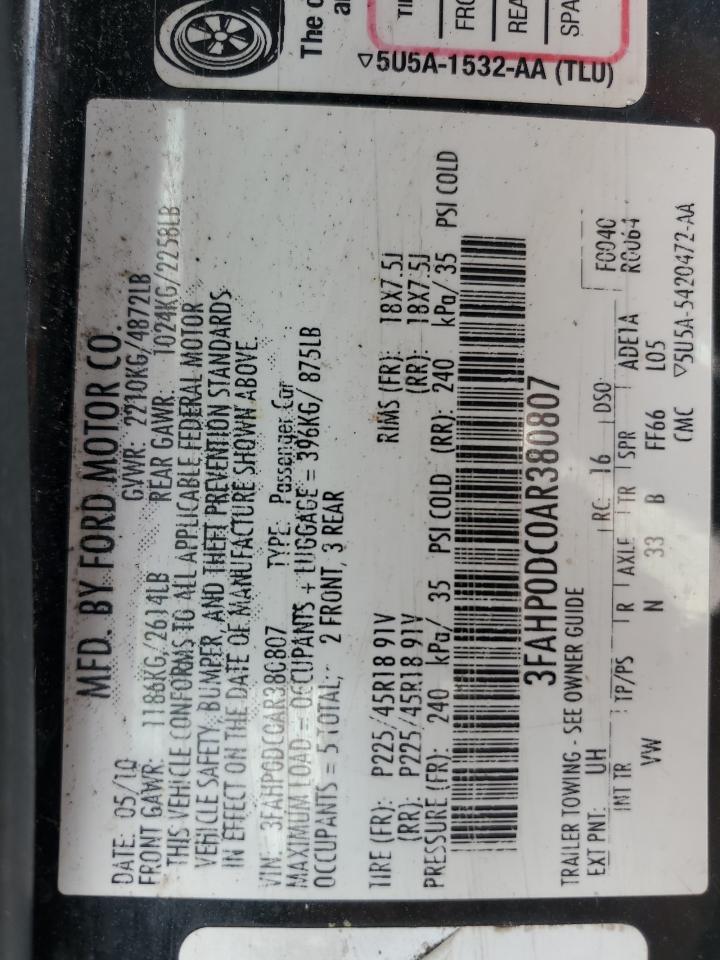 The
TI
FRO
REA
SPA
▽5U5A-1532-AA (TLU)
MFD. BY FORD MOTOR CO.
DATE: 05/10 GVWR: 2210KG/4872LB
FRONT GAWR: 1186KG/2614LB REAR GAWR: 1024KG/2258LB
THIS VEHICLE CONFORMS TO ALL APPLICABLE FEDERAL MOTOR
VEHICLE SAFETY, BUMPER, AND THEFT PREVENTION STANDARDS
IN EFFECT ON THE DATE OF MANUFACTURE SHOWN ABOVE.
VIN: 3FAHP0DC0AR380807 TYPE: Passenger Car
MAXIMUM LOAD = OCCUPANTS + LUGGAGE = 396KG/ 875LB
OCCUPANTS = 5 TOTAL; 2 FRONT, 3 REAR
TIRE (FR): P225/45R18 91V RIMS (FR): 18X7.5J
(RR): P225/45R18 91V (RR): 18X7.5J
PRESSURE (FR): 240 kPa/ 35 PSI COLD (RR): 240 kPa/ 35 PSI COLD
3FAHP0DC0AR380807
TRAILER TOWING - SEE OWNER GUIDE
EXT PNT: UH RC: 16 DSO: F0040
R0064
INT TR TP/PS R AXLE TR SPR ADE1A
VW N 33 B FF66 L05
CMC ▽5U5A-5420472-AA